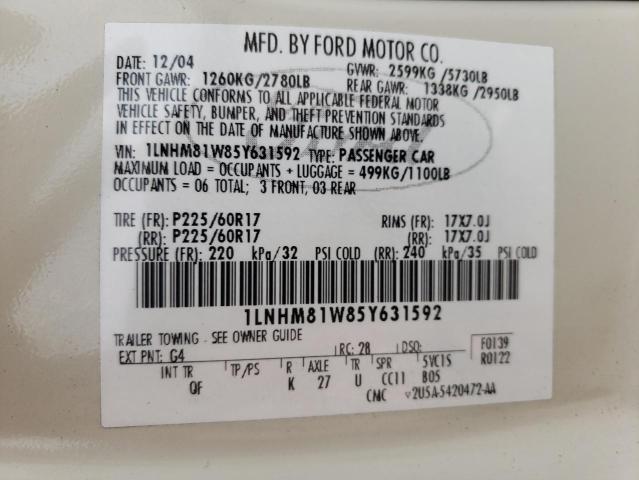 MFD. BY FORD MOTOR CO.
DATE: 12/04 GVWR: 2599KG /5730LB
FRONT GAWR: 1260KG/2780LB REAR GAWR: 1338KG/2950LB
THIS VEHICLE CONFORMS TO ALL APPLICABLE FEDERAL MOTOR
VEHICLE SAFETY, BUMPER, AND THEFT PREVENTION STANDARDS
IN EFFECT ON THE DATE OF MANUFACTURE SHOWN ABOVE.
VIN: 1LNHM81W85Y631592 TYPE: PASSENGER CAR
MAXIMUM LOAD = OCCUPANTS + LUGGAGE = 499KG/1100LB
OCCUPANTS = 06 TOTAL; 3 FRONT, 03 REAR
TIRE (FR): P225/60R17 RIMS (FR): 17X7.0J
(RR): P225/60R17 (RR): 17X7.0J
PRESSURE (FR): 220 kPa/32 PSI COLD (RR): 240 kPa/35 PSI COLD
1LNHM81W85Y631592
TRAILER TOWING - SEE OWNER GUIDE
EXT PNT: G4 RC: 28 DSO: F0139
INT TR TP/PS R AXLE TR SPR 5YC15 R0122
QF K 27 U CC11 B05
CMC V2U5A-5420472-AA